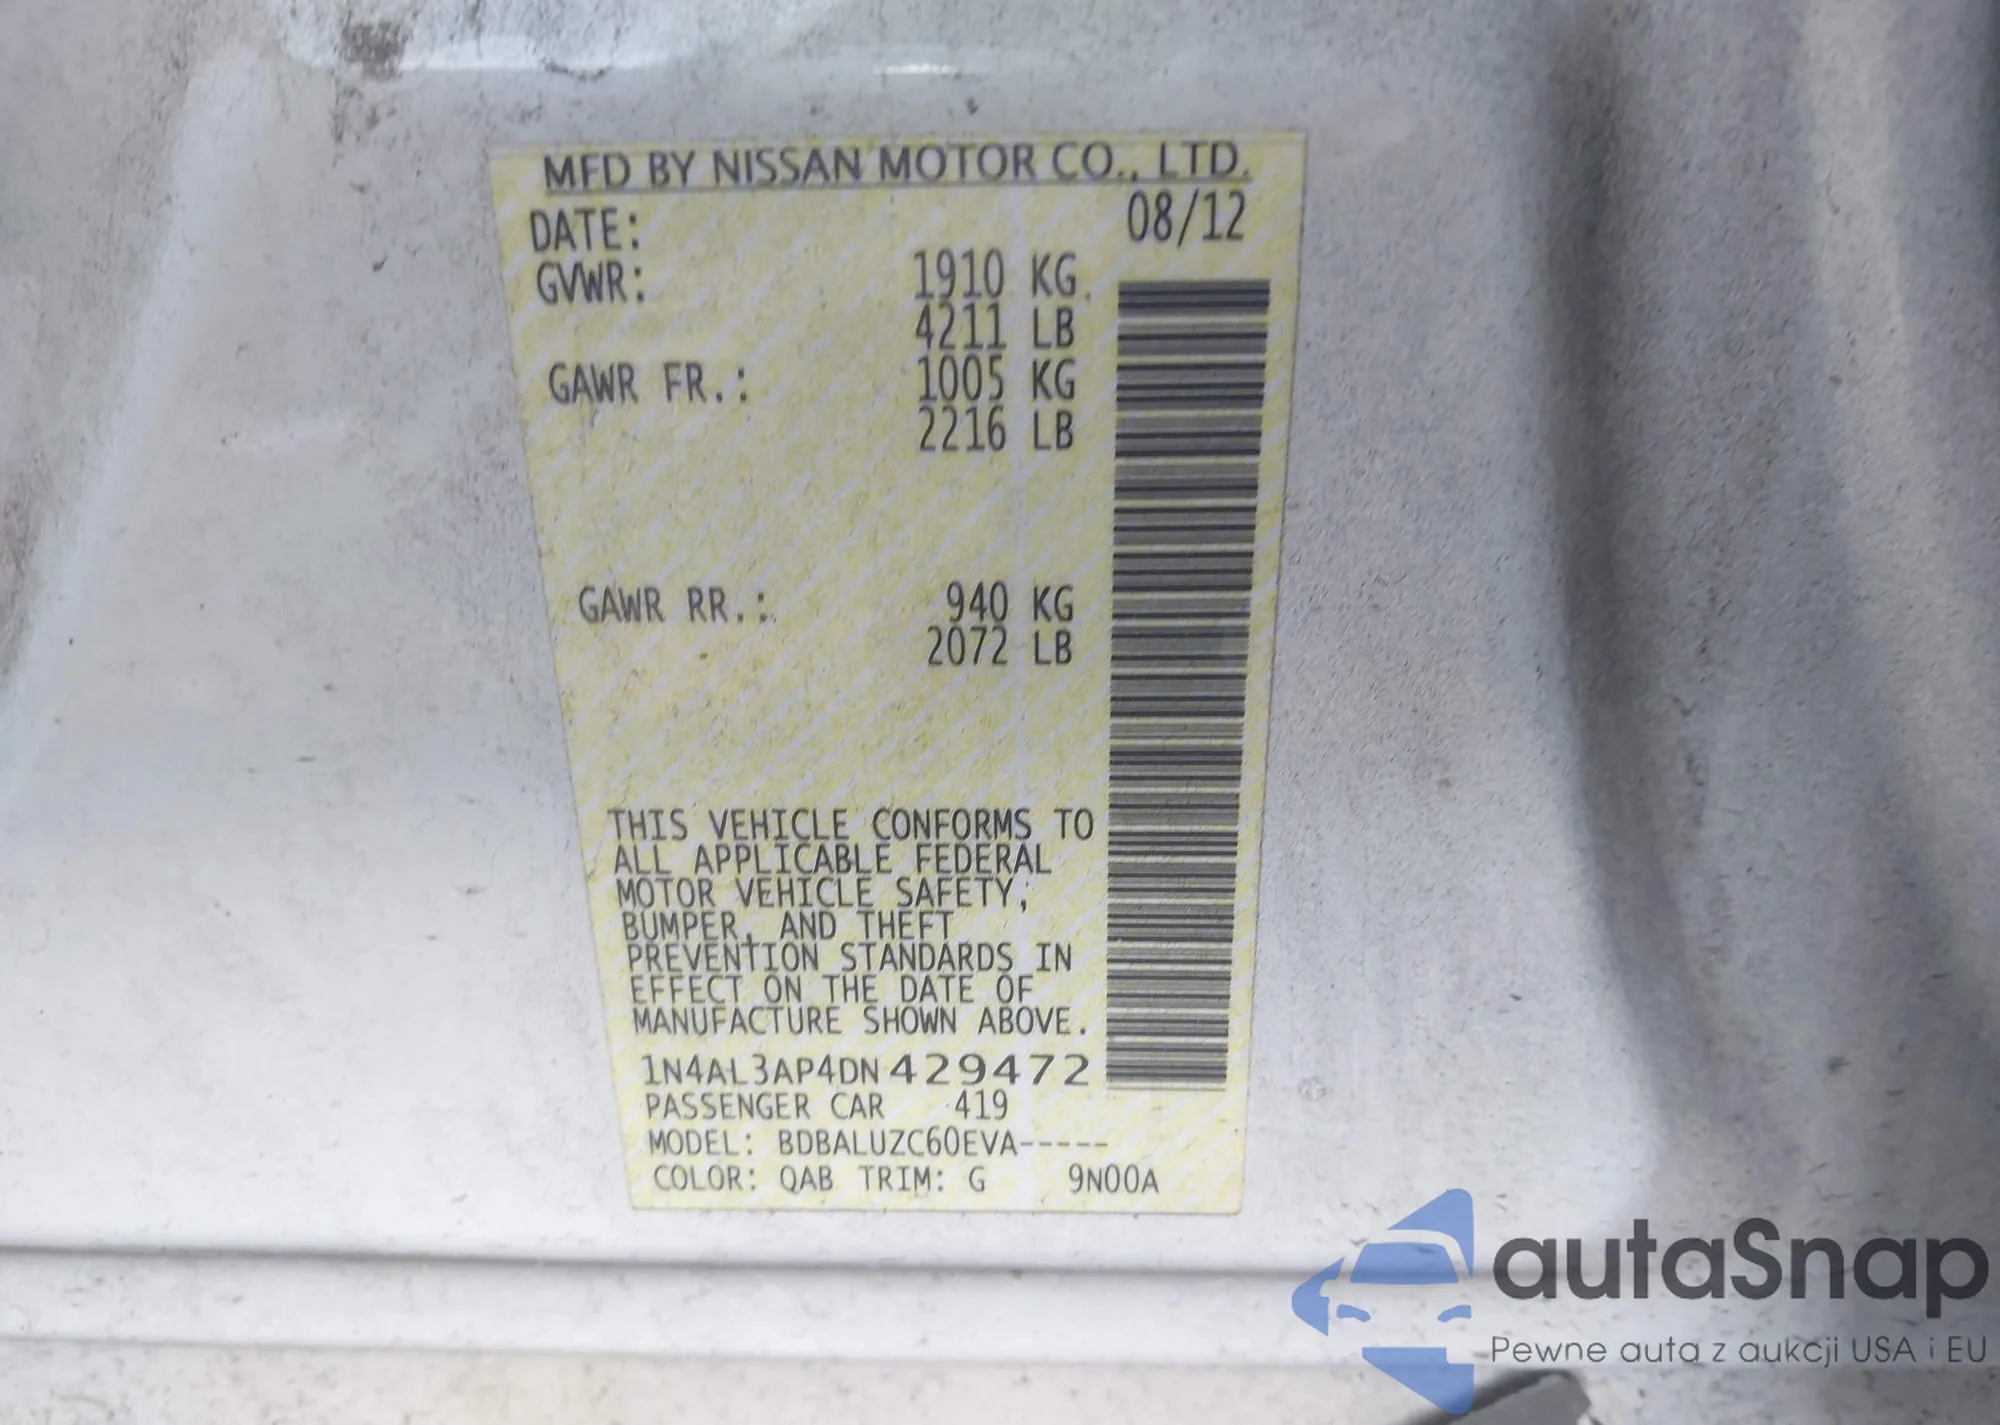 MFD BY NISSAN MOTOR CO., LTD.
DATE: 08/12
GVWR: 1910 KG
4211 LB
GAWR FR.: 1005 KG
2216 LB
GAWR RR.: 940 KG
2072 LB
THIS VEHICLE CONFORMS TO
ALL APPLICABLE FEDERAL
MOTOR VEHICLE SAFETY,
BUMPER, AND THEFT
PREVENTION STANDARDS IN
EFFECT ON THE DATE OF
MANUFACTURE SHOWN ABOVE.
1N4AL3AP4DN429472
PASSENGER CAR 419
MODEL: BDBALUZC60EVA-----
COLOR: QAB TRIM: G 9N00A
autaSnap
Pewne auta z aukcji USA i EU